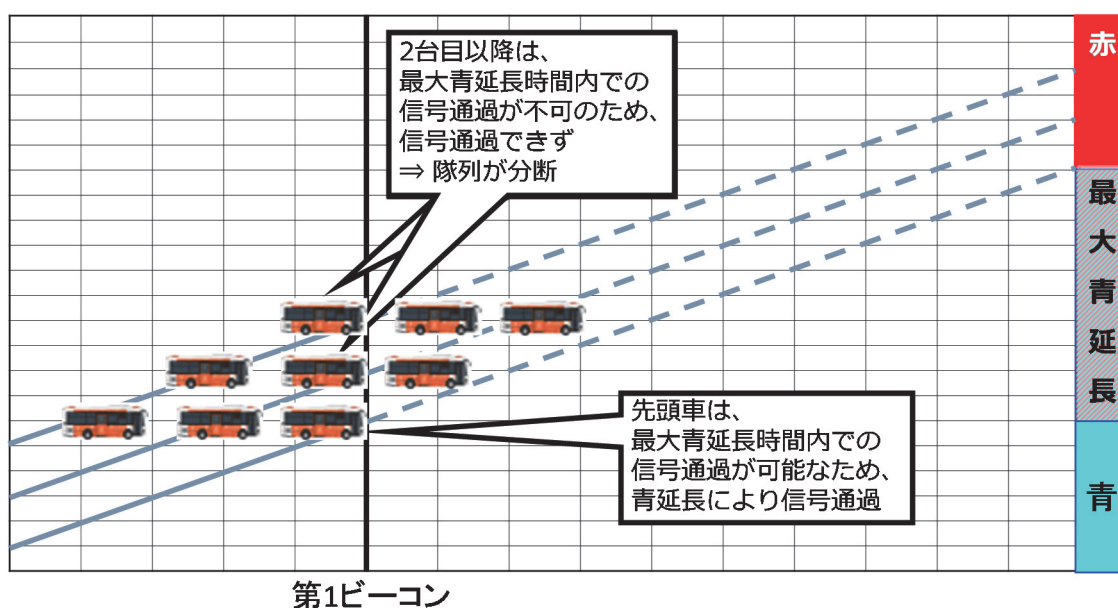 2台目以降は、
最大青延長時間内での
信号通過が不可のため、
信号通過できず
⇒ 隊列が分断
先頭車は、
最大青延長時間内での
信号通過が可能なため、
青延長により信号通過
赤
最大青延長
青
第1ビーコン